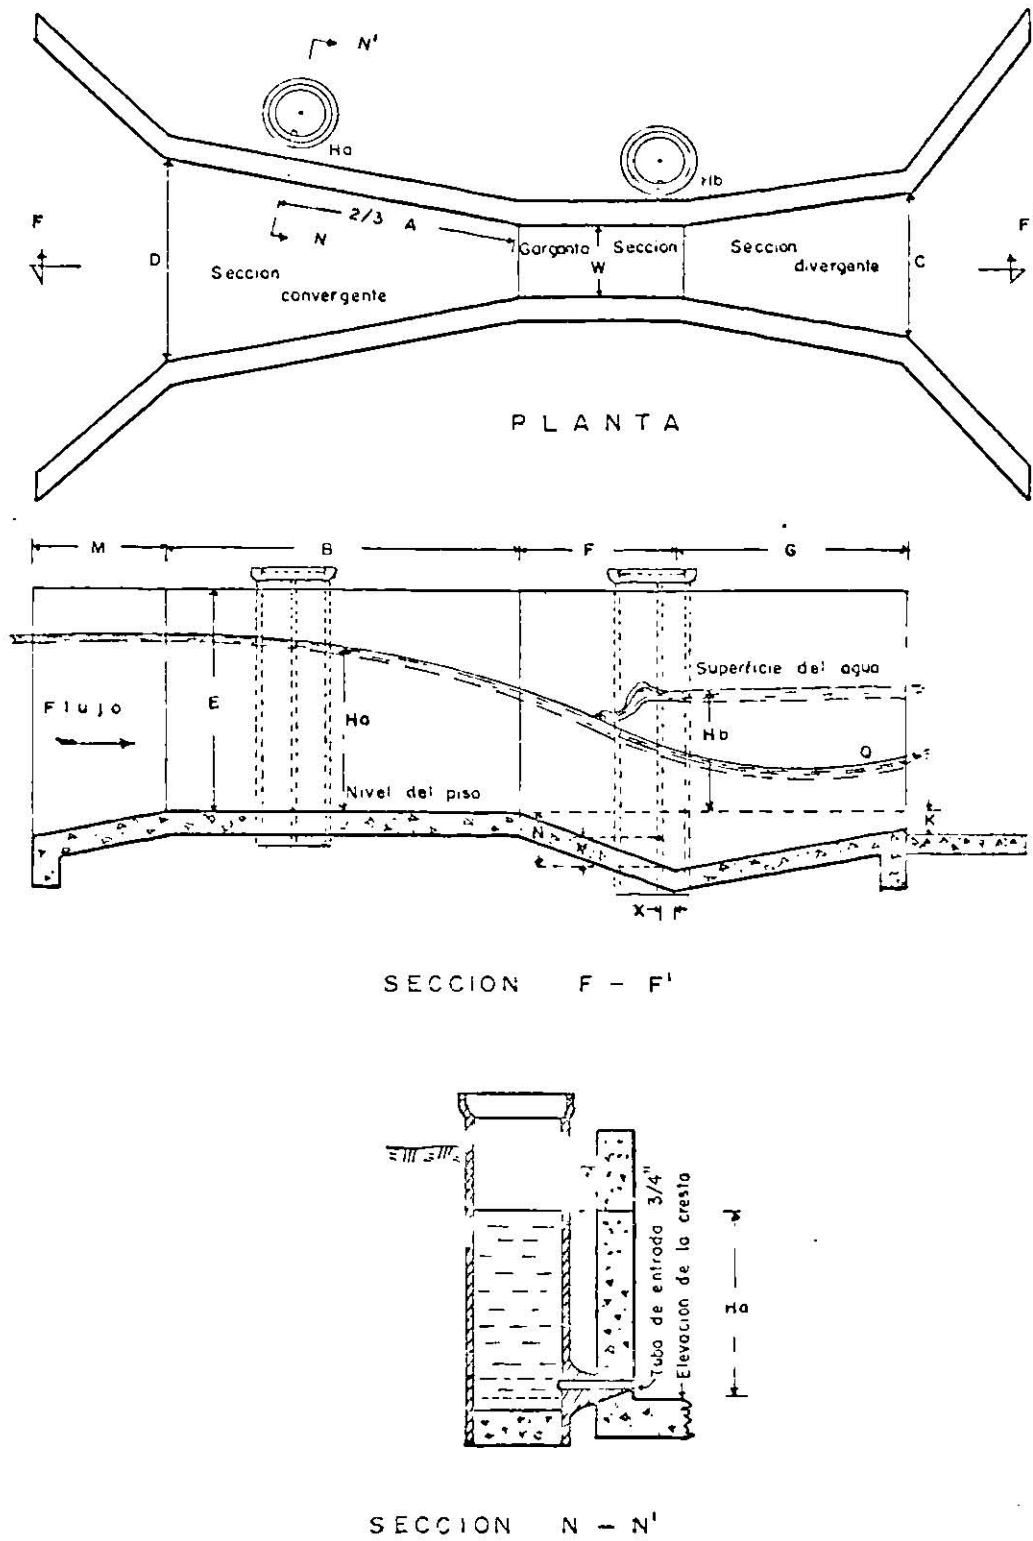 N'
Ha
Hb
2/3 A
N
F
F
D
W
C
Garganta Seccion
Seccion
convergente
Seccion
divergente
PLANTA
M
B
F
G
Superficie del agua
Flujo
E
Ha
Hb
Q
Nivel del piso
N
K
X
SECCION F - F'
Tubo de entrada 3/4"
Elevacion de la cresta
Ha
SECCION N - N'